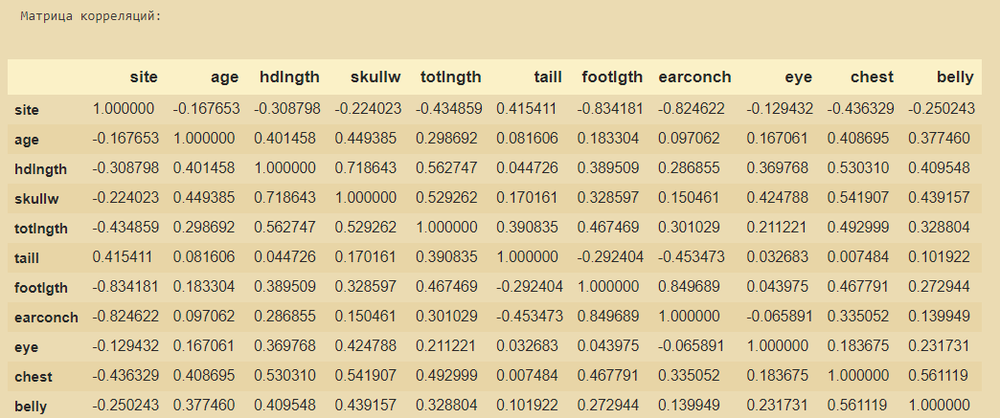 Матрица корреляций:
site age hdlngth skullw totlngth taill footlgth earconch eye chest belly
site 1.000000 -0.167653 -0.308798 -0.224023 -0.434859 0.415411 -0.834181 -0.824622 -0.129432 -0.436329 -0.250243
age -0.167653 1.000000 0.401458 0.449385 0.298692 0.081606 0.183304 0.097062 0.167061 0.408695 0.377460
hdlngth -0.308798 0.401458 1.000000 0.718643 0.562747 0.044726 0.389509 0.286855 0.369768 0.530310 0.409548
skullw -0.224023 0.449385 0.718643 1.000000 0.529262 0.170161 0.328597 0.150461 0.424788 0.541907 0.439157
totlngth -0.434859 0.298692 0.562747 0.529262 1.000000 0.390835 0.467469 0.301029 0.211221 0.492999 0.328804
taill 0.415411 0.081606 0.044726 0.170161 0.390835 1.000000 -0.292404 -0.453473 0.032683 0.007484 0.101922
footlgth -0.834181 0.183304 0.389509 0.328597 0.467469 -0.292404 1.000000 0.849689 0.043975 0.467791 0.272944
earconch -0.824622 0.097062 0.286855 0.150461 0.301029 -0.453473 0.849689 1.000000 -0.065891 0.335052 0.139949
eye -0.129432 0.167061 0.369768 0.424788 0.211221 0.032683 0.043975 -0.065891 1.000000 0.183675 0.231731
chest -0.436329 0.408695 0.530310 0.541907 0.492999 0.007484 0.467791 0.335052 0.183675 1.000000 0.561119
belly -0.250243 0.377460 0.409548 0.439157 0.328804 0.101922 0.272944 0.139949 0.231731 0.561119 1.000000